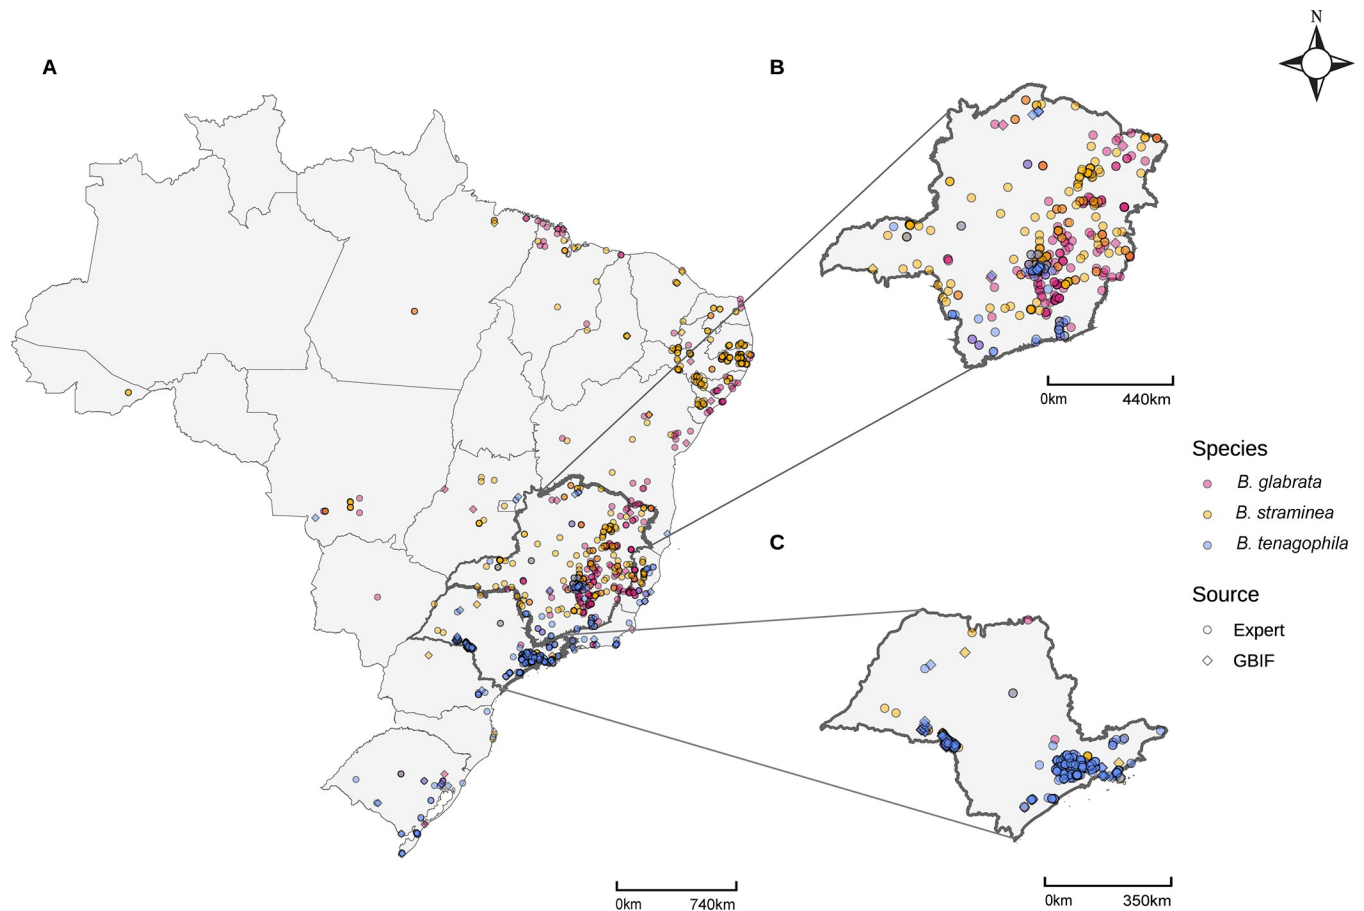 N
A
B
0km 440km
Species
B. glabrata
B. straminea
B. tenagophila
C
Source
Expert
GBIF
0km 740km
0km 350km